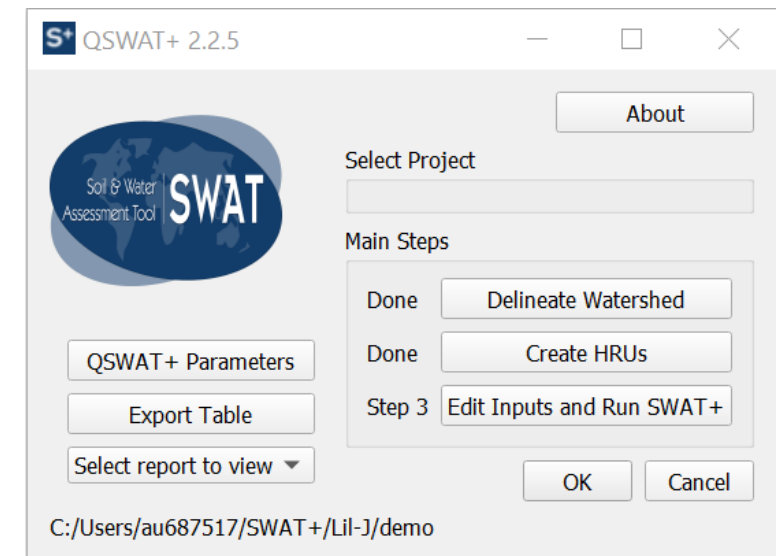 S+ QSWAT+ 2.2.5
About
Soil & Water
Assessment Tool
SWAT
Select Project
Main Steps
Done Delineate Watershed
Done Create HRUs
Step 3 Edit Inputs and Run SWAT+
QSWAT+ Parameters
Export Table
Select report to view
OK Cancel
C:/Users/au687517/SWAT+/Lil-J/demo